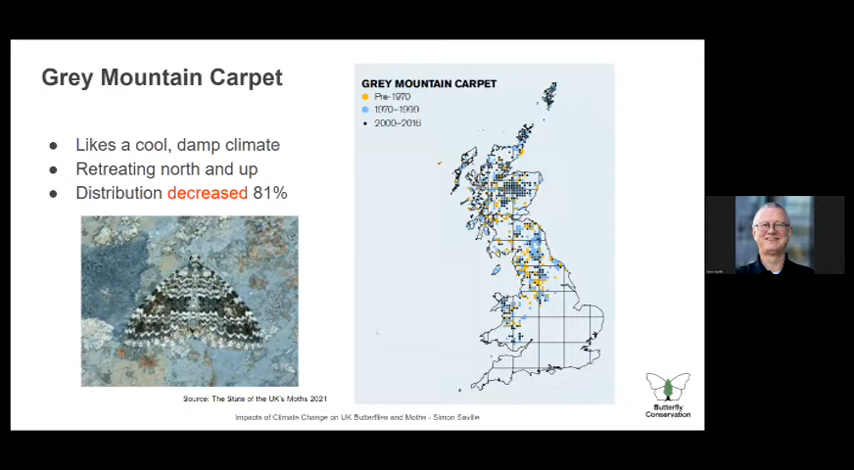 Grey Mountain Carpet
● Likes a cool, damp climate
● Retreating north and up
● Distribution decreased 81%
GREY MOUNTAIN CARPET
Pre-1970
1970–1999
2000–2016
Source: The State of the UK's Moths 2021
Impacts of Climate Change on UK Butterflies and Moths - Simon Saville
Butterfly
Conservation